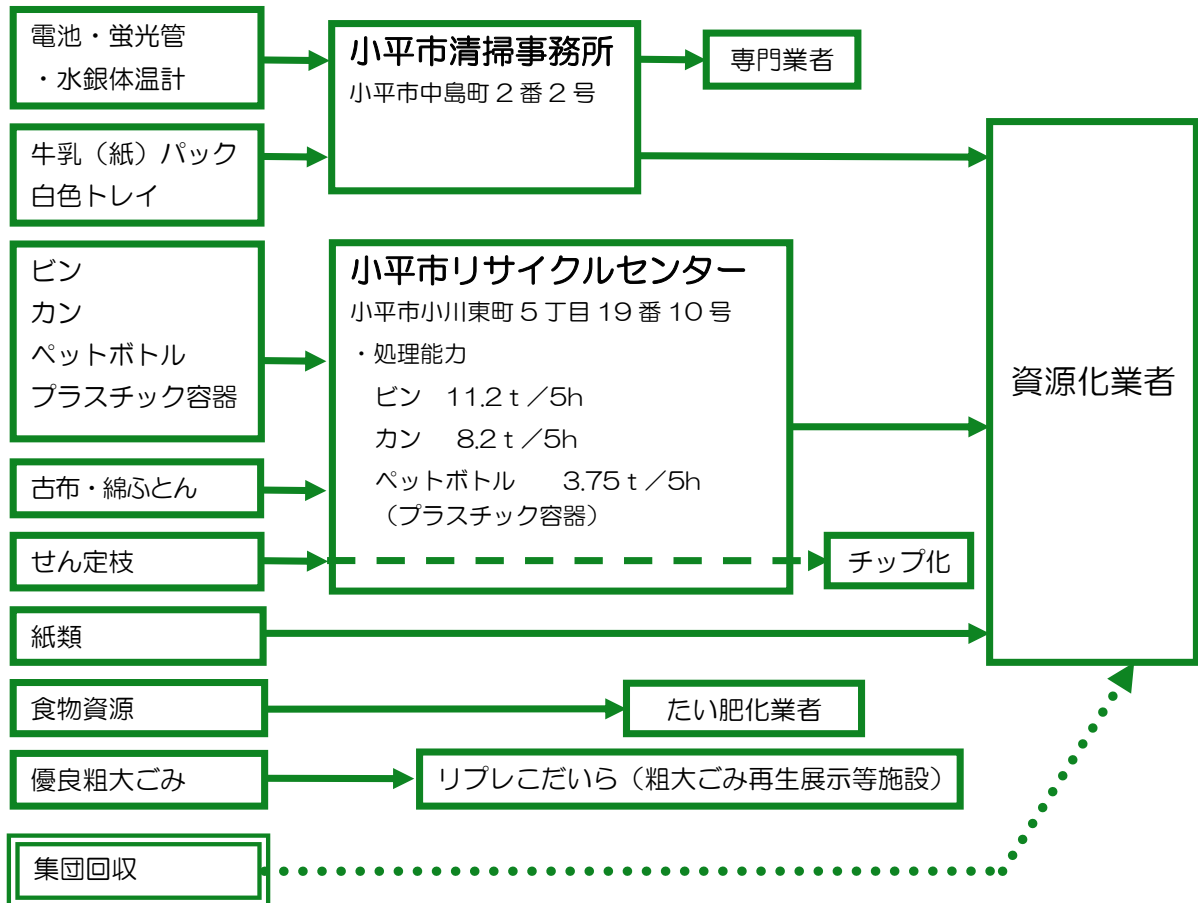 電池・蛍光管
・水銀体温計
小平市清掃事務所
小平市中島町2番2号
専門業者
牛乳(紙)パック
白色トレイ
ビン
カン
ペットボトル
プラスチック容器
小平市リサイクルセンター
小平市小川東町5丁目19番10号
・処理能力
ビン 11.2t/5h
カン 8.2t/5h
ペットボトル 3.75t/5h
(プラスチック容器)
資源化業者
古布・綿ふとん
せん定枝
チップ化
紙類
食物資源
たい肥化業者
優良粗大ごみ
リプレこだいら(粗大ごみ再生展示等施設)
集団回収